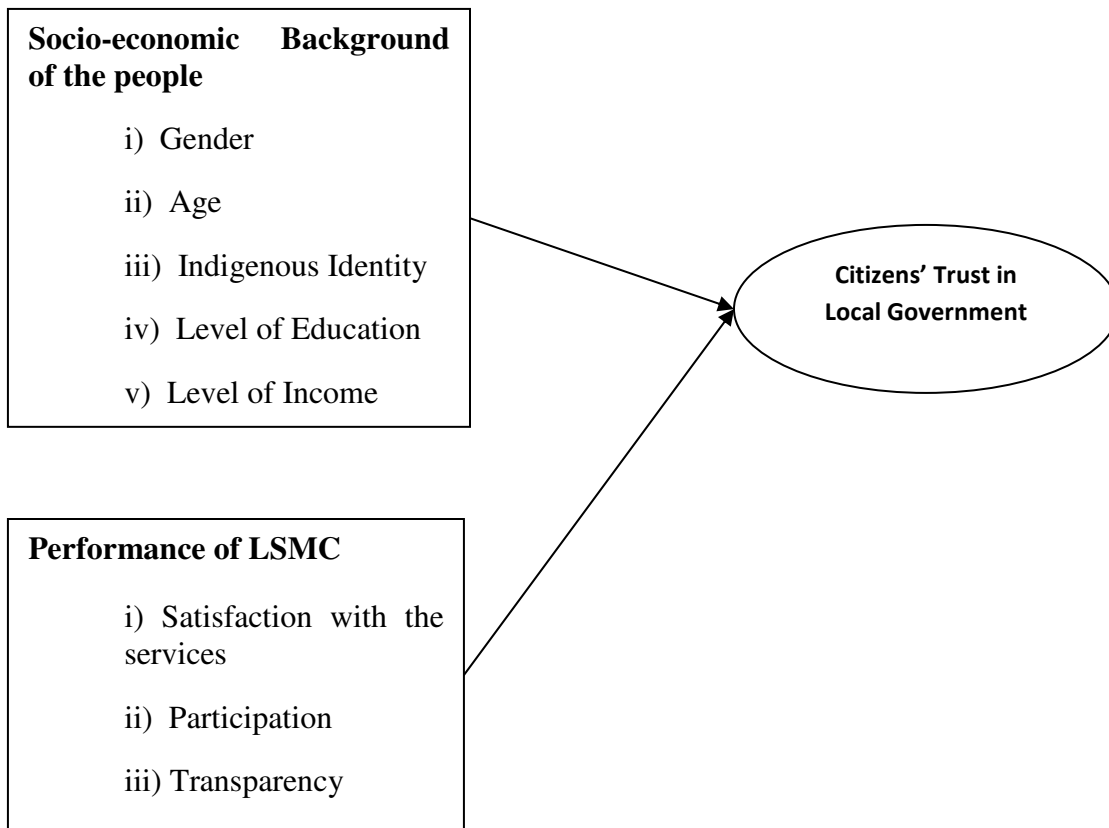 Socio-economic Background
of the people
i) Gender
ii) Age
iii) Indigenous Identity
iv) Level of Education
v) Level of Income
Citizens’ Trust in
Local Government
Performance of LSMC
i) Satisfaction with the
services
ii) Participation
iii) Transparency